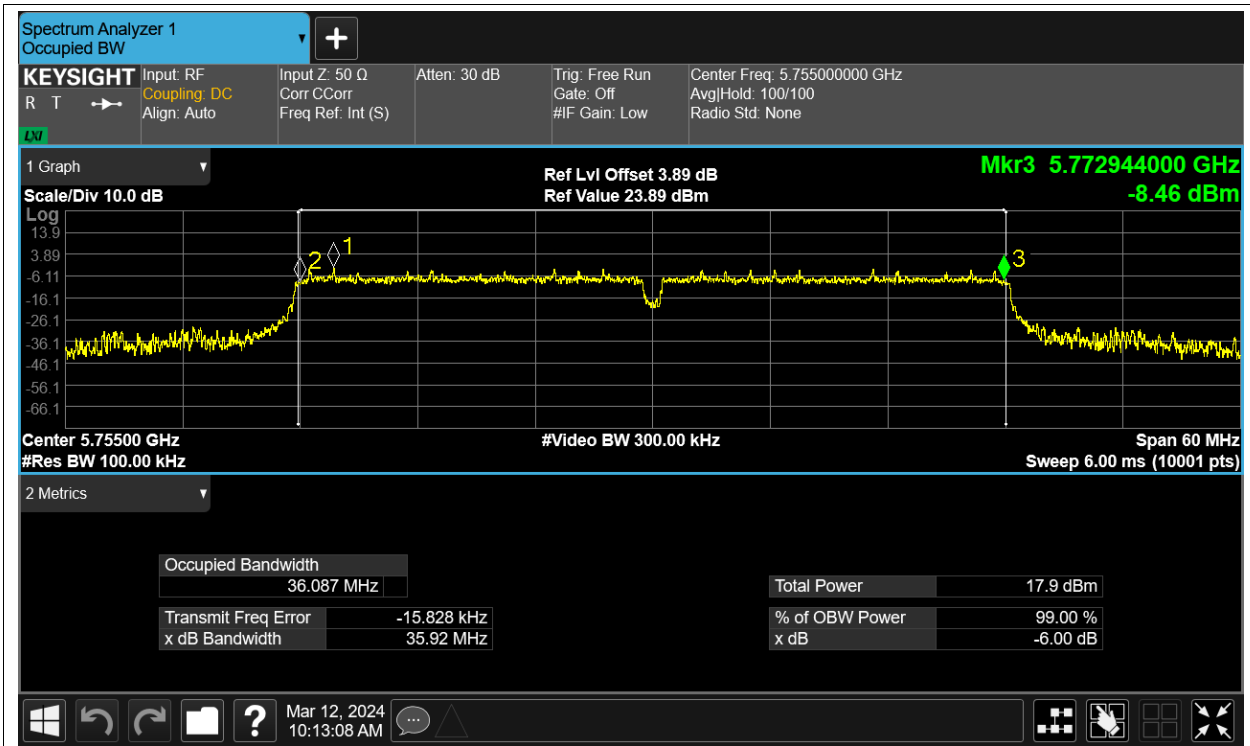 Spectrum Analyzer 1
Occupied BW
KEYSIGHT
R T
LXI
Input: RF
Coupling: DC
Align: Auto
Input Z: 50 Ω
Corr CCorr
Freq Ref: Int (S)
Atten: 30 dB
Trig: Free Run
Gate: Off
#IF Gain: Low
Center Freq: 5.755000000 GHz
Avg|Hold: 100/100
Radio Std: None
1 Graph
Scale/Div 10.0 dB
Ref Lvl Offset 3.89 dB
Ref Value 23.89 dBm
Mkr3 5.772944000 GHz
-8.46 dBm
Log
13.9
3.89
-6.11
-16.1
-26.1
-36.1
-46.1
-56.1
-66.1
2
1
3
Center 5.75500 GHz
#Video BW 300.00 kHz
Span 60 MHz
#Res BW 100.00 kHz
Sweep 6.00 ms (10001 pts)
2 Metrics
Occupied Bandwidth
36.087 MHz
Transmit Freq Error -15.828 kHz
x dB Bandwidth 35.92 MHz
Total Power 17.9 dBm
% of OBW Power 99.00 %
x dB -6.00 dB
?
Mar 12, 2024
10:13:08 AM